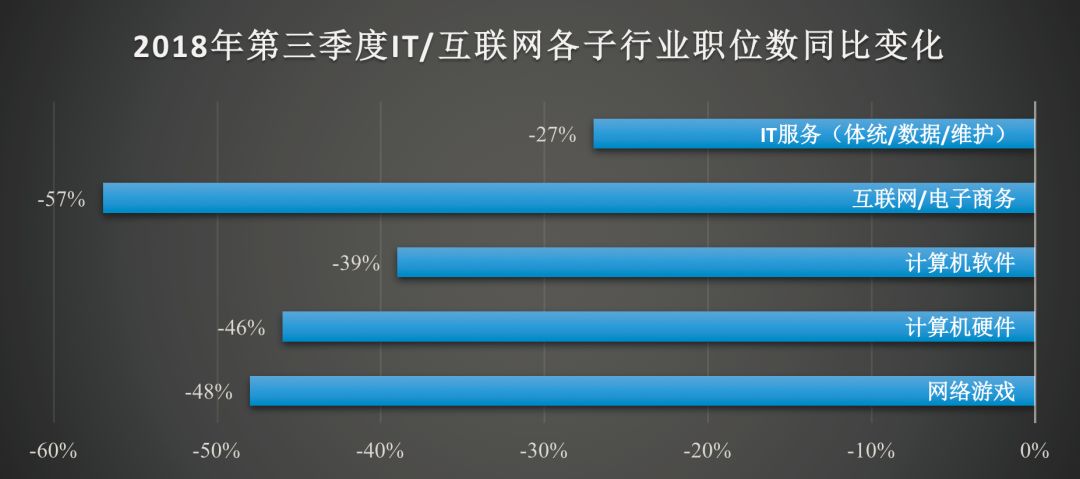 2018年第三季度IT/互联网各子行业职位数同比变化
-27% IT服务（体统/数据/维护）
-57% 互联网/电子商务
-39% 计算机软件
-46% 计算机硬件
-48% 网络游戏
-60% -50% -40% -30% -20% -10% 0%